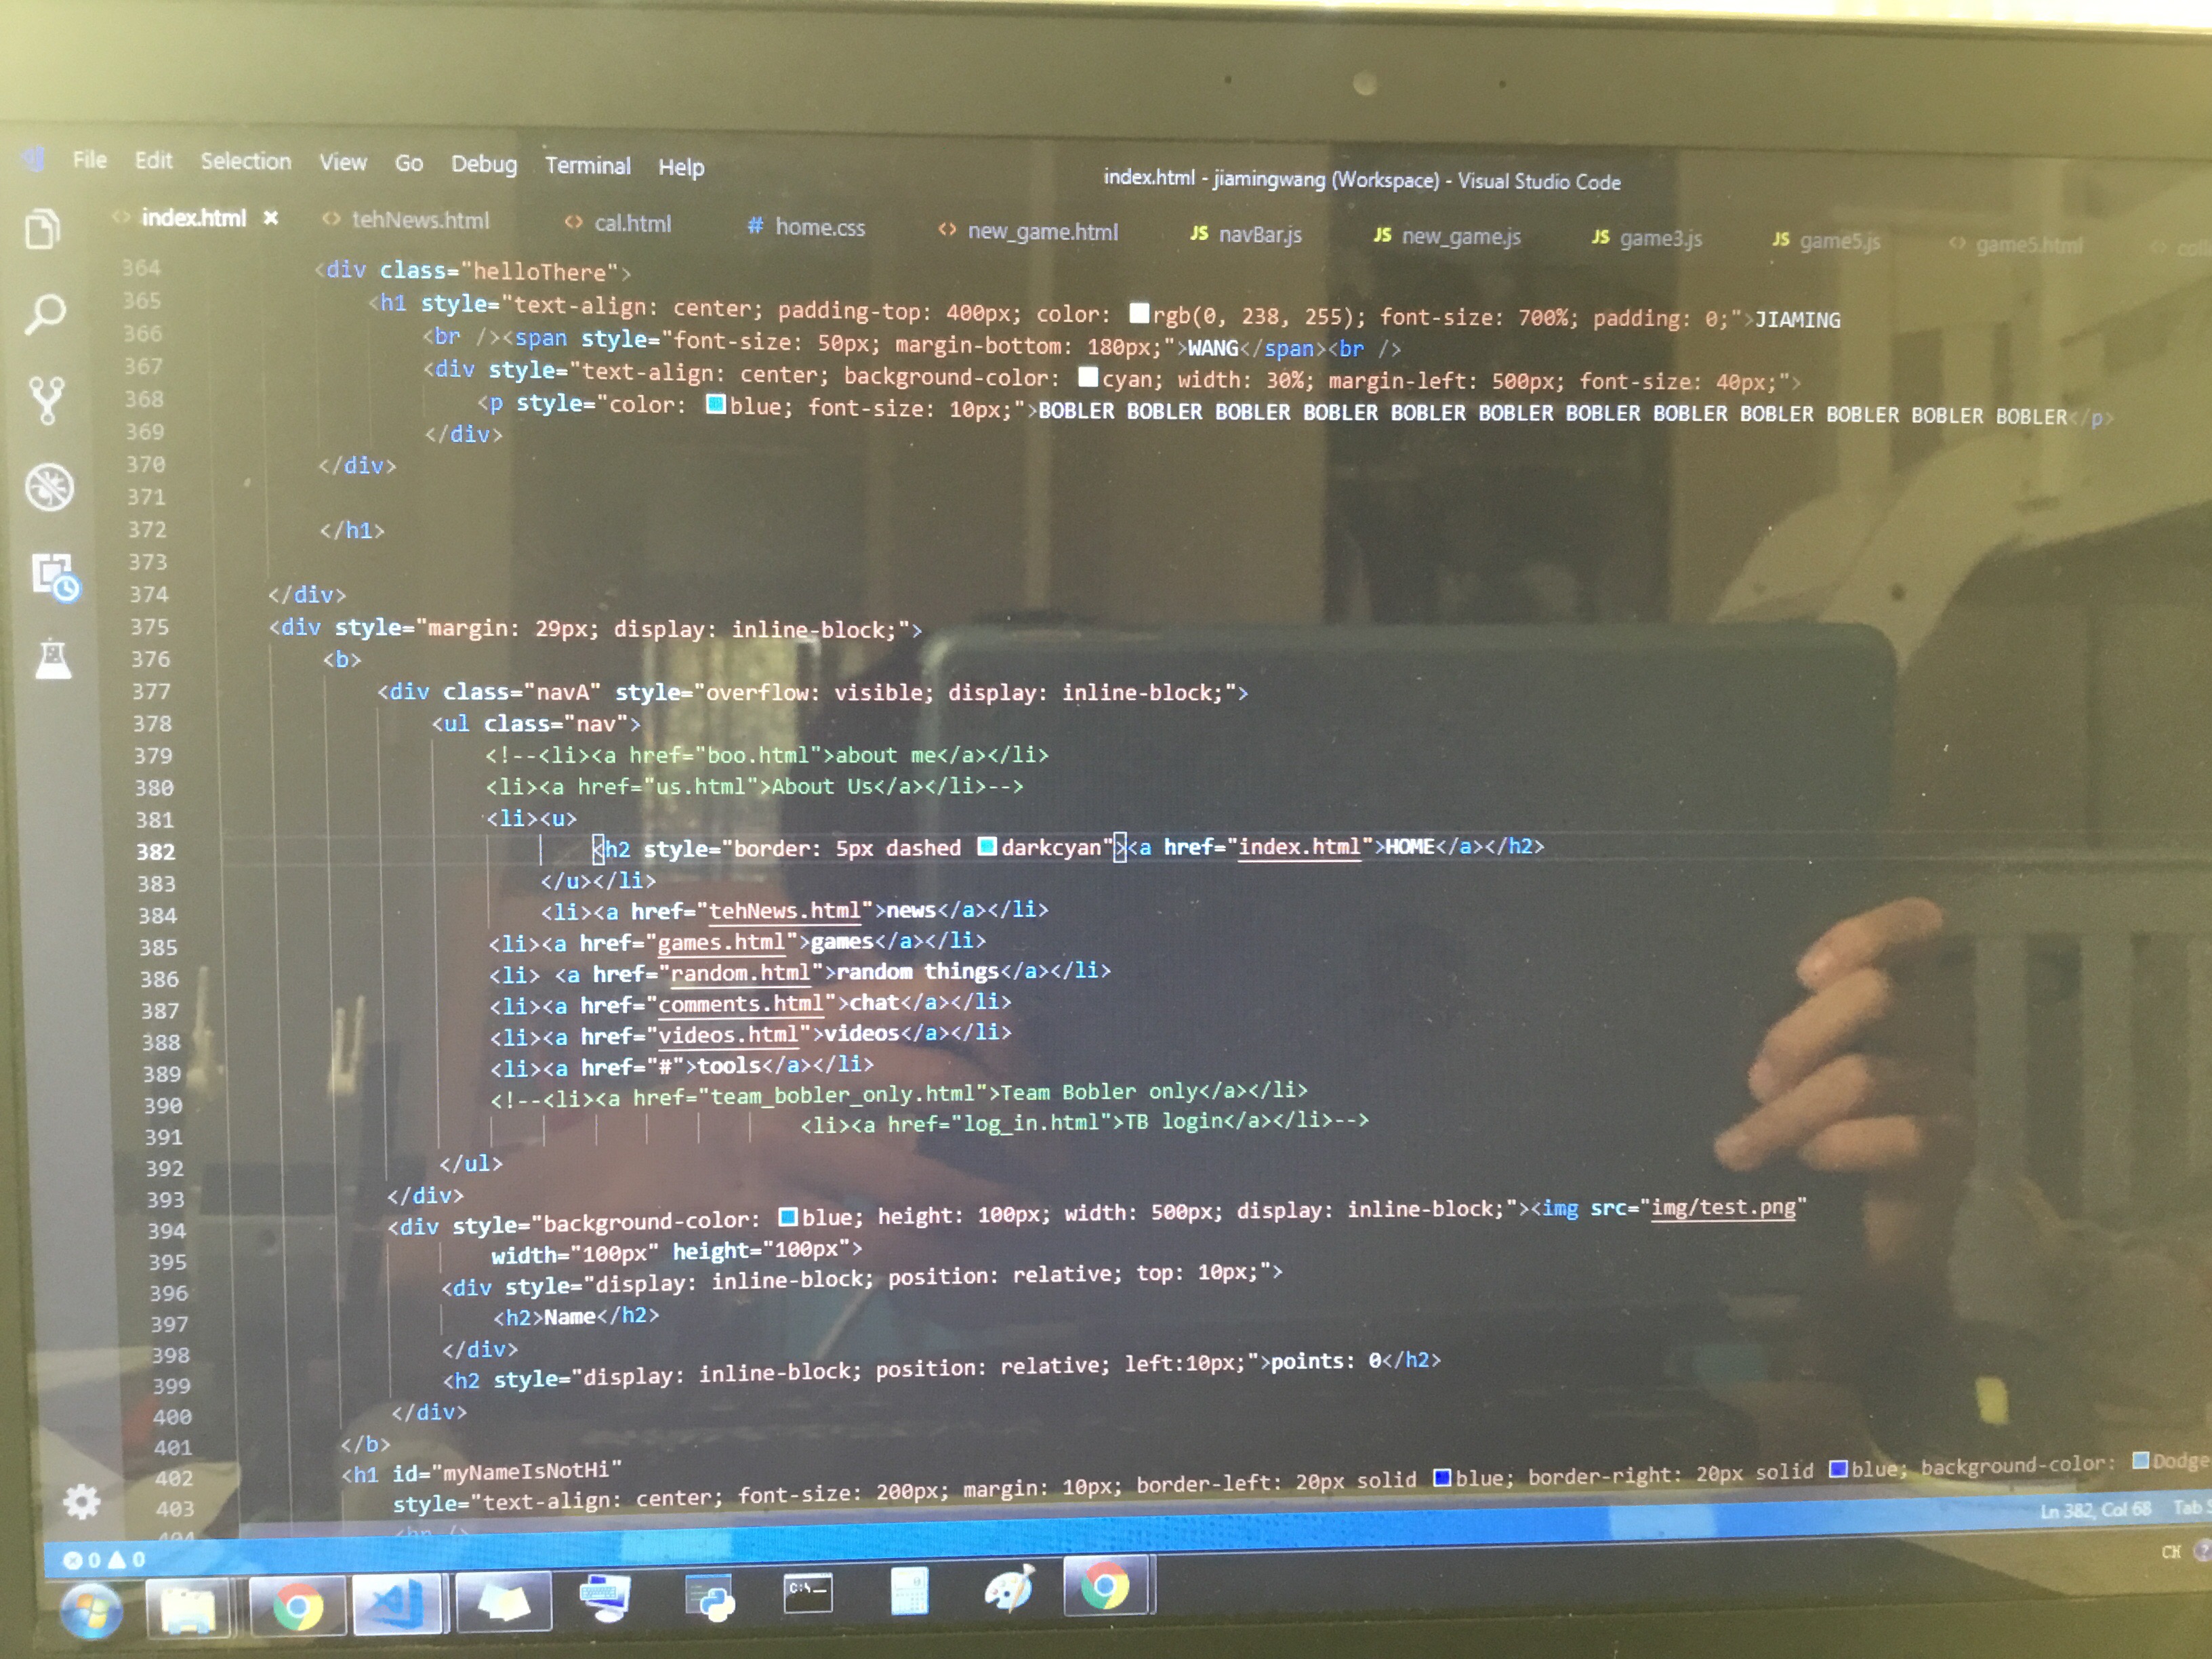 File Edit Selection View Go Debug Terminal Help
index.html - jiamingwang (Workspace) - Visual Studio Code
index.html × tehNews.html cal.html # home.css new_game.html JS navBar.js JS new_game.js JS game3.js JS game5.js game5.html
364 <div class="helloThere">
365 <h1 style="text-align: center; padding-top: 400px; color: rgb(0, 238, 255); font-size: 700%; padding: 0;">JIAMING
366 <br /><span style="font-size: 50px; margin-bottom: 180px;">WANG</span><br />
367 <div style="text-align: center; background-color: cyan; width: 30%; margin-left: 500px; font-size: 40px;">
368 <p style="color: blue; font-size: 10px;">BOBLER BOBLER BOBLER BOBLER BOBLER BOBLER BOBLER BOBLER BOBLER BOBLER BOBLER BOBLER</p>
369 </div>
370 </div>
371
372 </h1>
373
374 </div>
375 <div style="margin: 29px; display: inline-block;">
376 <b>
377 <div class="navA" style="overflow: visible; display: inline-block;">
378 <ul class="nav">
379 <!--<li><a href="boo.html">about me</a></li>
380 <li><a href="us.html">About Us</a></li>-->
381 <li><u>
382 <h2 style="border: 5px dashed darkcyan"><a href="index.html">HOME</a></h2>
383 </u></li>
384 <li><a href="tehNews.html">news</a></li>
385 <li><a href="games.html">games</a></li>
386 <li> <a href="random.html">random things</a></li>
387 <li><a href="comments.html">chat</a></li>
388 <li><a href="videos.html">videos</a></li>
389 <li><a href="#">tools</a></li>
390 <!--<li><a href="team_bobler_only.html">Team Bobler only</a></li>
391 <li><a href="log_in.html">TB login</a></li>-->
392 </ul>
393 </div>
394 <div style="background-color: blue; height: 100px; width: 500px; display: inline-block;"><img src="img/test.png"
395 width="100px" height="100px">
396 <div style="display: inline-block; position: relative; top: 10px;">
397 <h2>Name</h2>
398 </div>
399 <h2 style="display: inline-block; position: relative; left:10px;">points: 0</h2>
400 </div>
401 </b>
402 <h1 id="myNameIsNotHi"
403 style="text-align: center; font-size: 200px; margin: 10px; border-left: 20px solid blue; border-right: 20px solid blue; background-color: Dodge
404 <br />
0 0 Ln 382, Col 68 Tab
C:\ CH